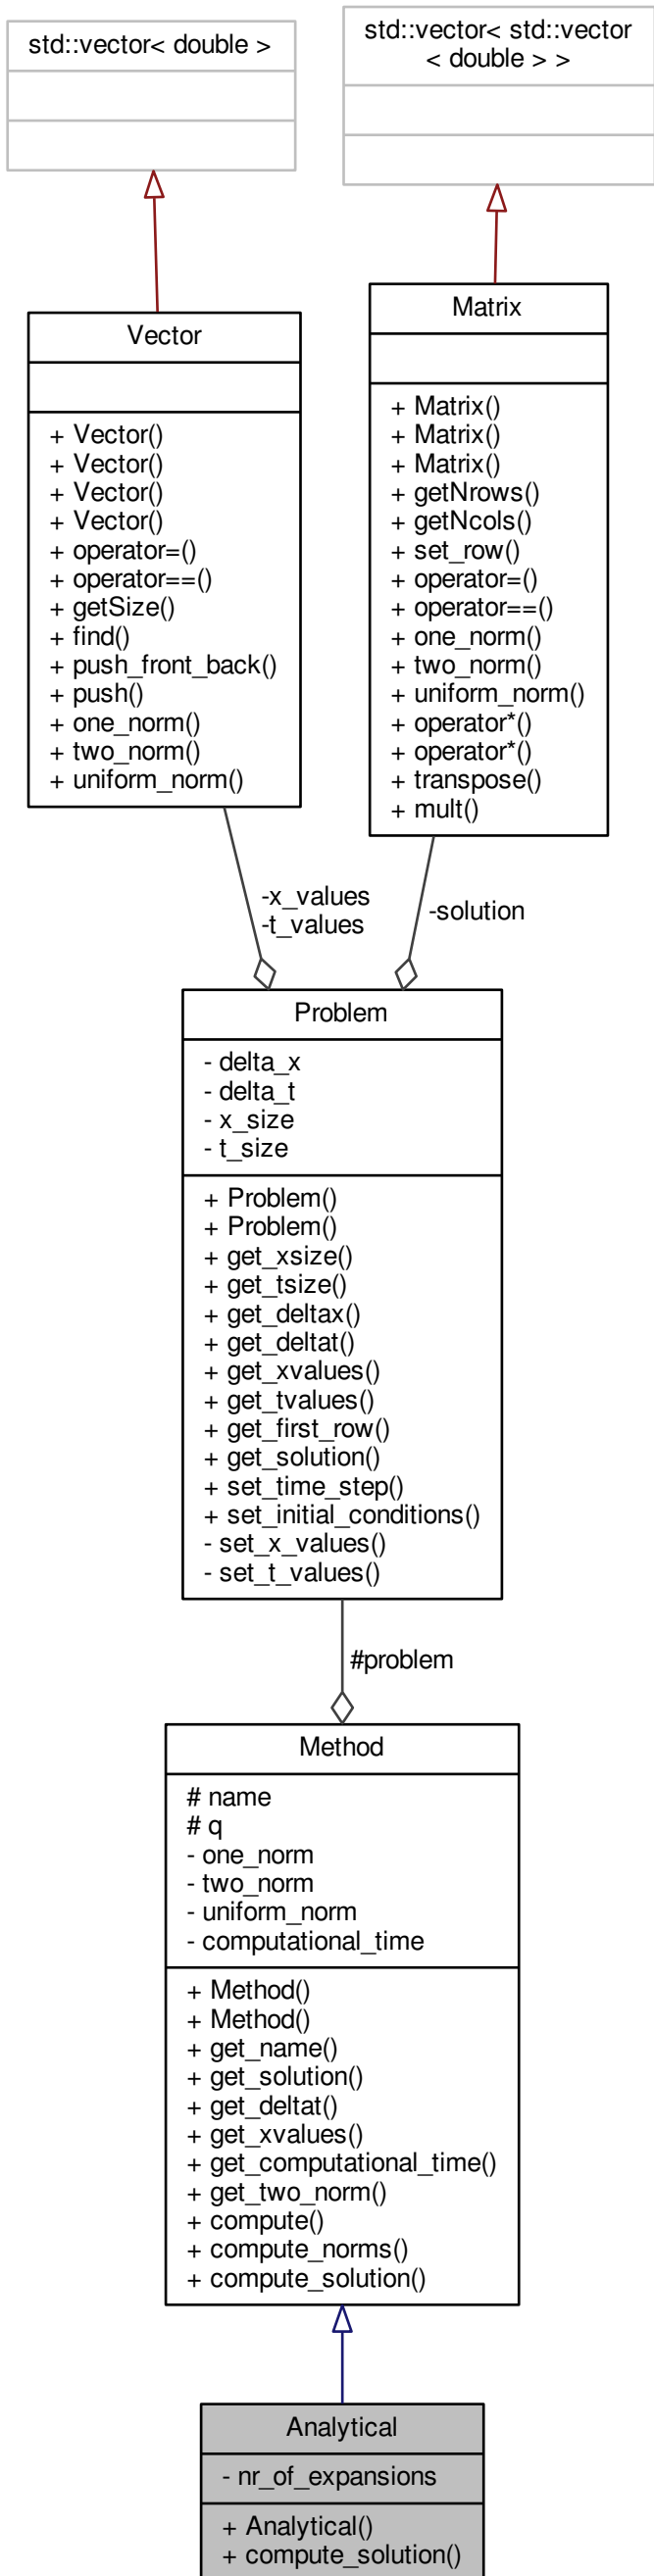 std::vector< double >
std::vector< std::vector
< double > >
Vector
+ Vector()
+ Vector()
+ Vector()
+ Vector()
+ operator=()
+ operator==()
+ getSize()
+ find()
+ push_front_back()
+ push()
+ one_norm()
+ two_norm()
+ uniform_norm()
Matrix
+ Matrix()
+ Matrix()
+ Matrix()
+ getNrows()
+ getNcols()
+ set_row()
+ operator=()
+ operator==()
+ one_norm()
+ two_norm()
+ uniform_norm()
+ operator*()
+ operator*()
+ transpose()
+ mult()
-x_values
-t_values
-solution
Problem
- delta_x
- delta_t
- x_size
- t_size
+ Problem()
+ Problem()
+ get_xsize()
+ get_tsize()
+ get_deltax()
+ get_deltat()
+ get_xvalues()
+ get_tvalues()
+ get_first_row()
+ get_solution()
+ set_time_step()
+ set_initial_conditions()
- set_x_values()
- set_t_values()
#problem
Method
# name
# q
- one_norm
- two_norm
- uniform_norm
- computational_time
+ Method()
+ Method()
+ get_name()
+ get_solution()
+ get_deltat()
+ get_xvalues()
+ get_computational_time()
+ get_two_norm()
+ compute()
+ compute_norms()
+ compute_solution()
Analytical
- nr_of_expansions
+ Analytical()
+ compute_solution()